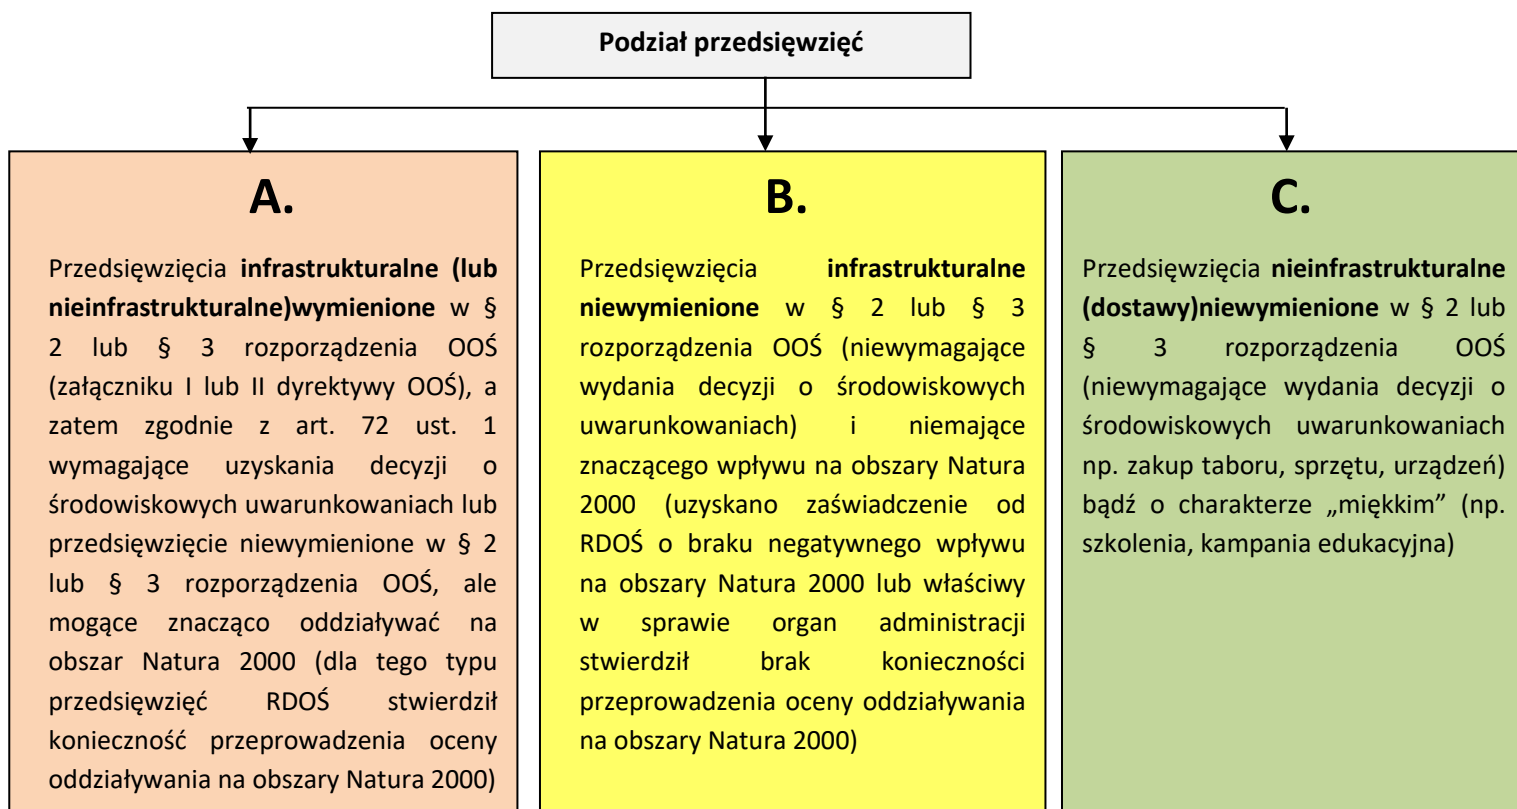 Podział przedsięwzięć
A.
Przedsięwzięcia infrastrukturalne (lub
nieinfrastrukturalne)wymienione w §
2 lub § 3 rozporządzenia OOŚ
(załączniku I lub II dyrektywy OOŚ), a
zatem zgodnie z art. 72 ust. 1
wymagające uzyskania decyzji o
środowiskowych uwarunkowaniach lub
przedsięwzięcie niewymienione w § 2
lub § 3 rozporządzenia OOŚ, ale
mogące znacząco oddziaływać na
obszar Natura 2000 (dla tego typu
przedsięwzięć RDOŚ stwierdził
konieczność przeprowadzenia oceny
oddziaływania na obszary Natura 2000)
B.
Przedsięwzięcia infrastrukturalne
niewymienione w § 2 lub § 3
rozporządzenia OOŚ (niewymagające
wydania decyzji o środowiskowych
uwarunkowaniach) i niemające
znaczącego wpływu na obszary Natura
2000 (uzyskano zaświadczenie od
RDOŚ o braku negatywnego wpływu
na obszary Natura 2000 lub właściwy
w sprawie organ administracji
stwierdził brak konieczności
przeprowadzenia oceny oddziaływania
na obszary Natura 2000)
C.
Przedsięwzięcia nieinfrastrukturalne
(dostawy)niewymienione w § 2 lub
§ 3 rozporządzenia OOŚ
(niewymagające wydania decyzji o
środowiskowych uwarunkowaniach
np. zakup taboru, sprzętu, urządzeń)
bądź o charakterze „miękkim” (np.
szkolenia, kampania edukacyjna)